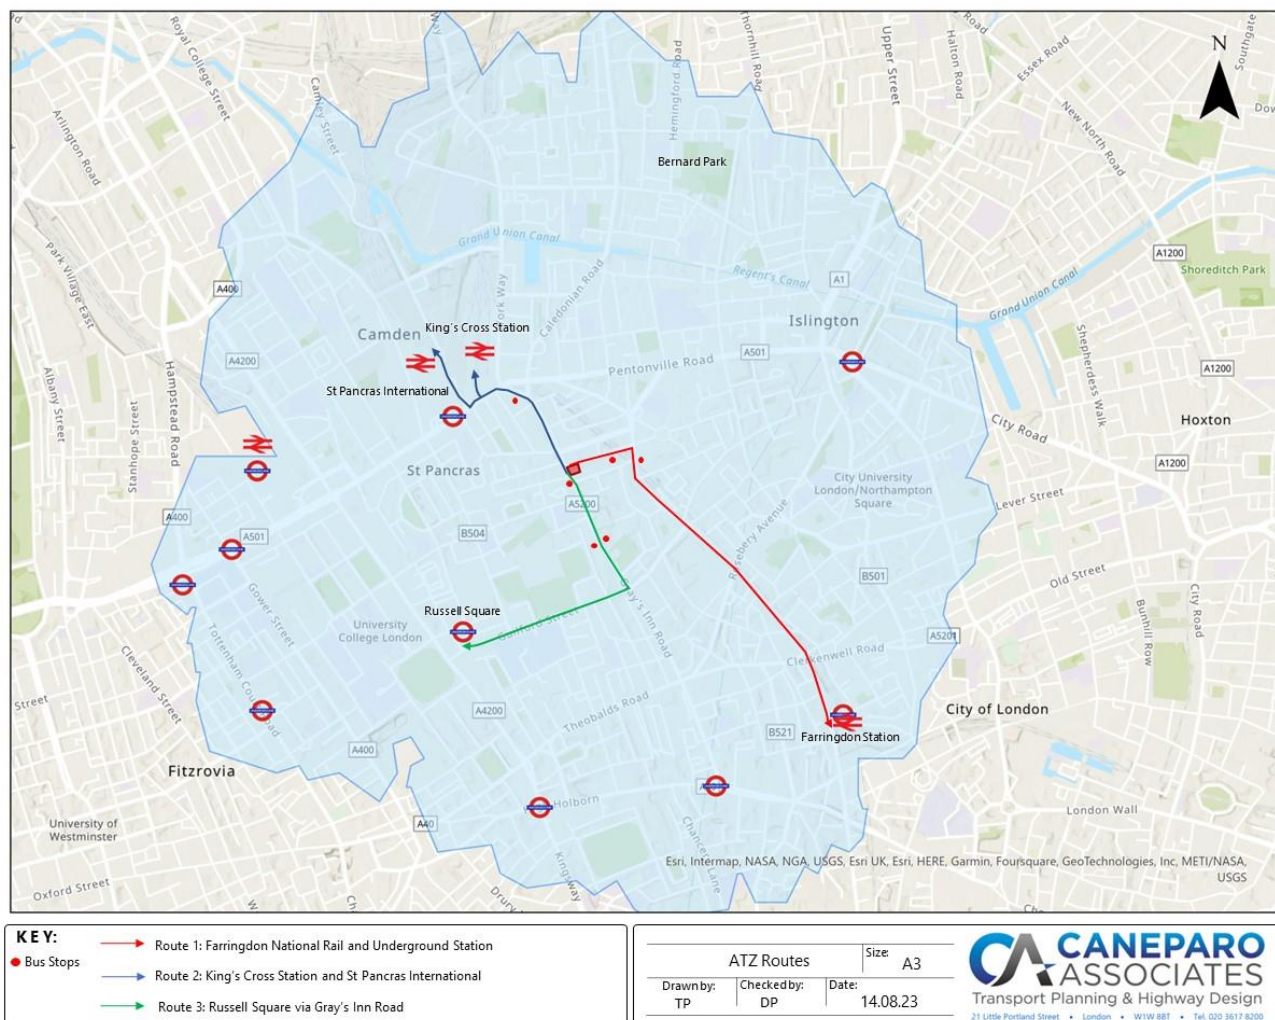 Way
Royal College Street
Camley Street
Arlington Road
Hemingford Road
Thornhill Road
Upper Street
Halton Road
Essex Road
New North Road
Southgate
N
Bernard Park
Park Village East
Grand Union Canal
Regent's Canal
Grand Union Canal
A1
A1200
Shoreditch Park
A400
York Way
Caledonian Road
Camden
King's Cross Station
Islington
A4200
A501
Pentonville Road
A1200
Albany Street
Hampstead Road
Stanhope Street
St Pancras International
Shepherdess Walk
City Road
Hoxton
St Pancras
City University
London/Northampton
Square
A1200
Lever Street
A5200
A400
A501
B504
Rosebery Avenue
B501
Old Street
Gower Street
Russell Square
University
College London
Guilford Street
Gray's Inn Road
Clerkenwell Road
A5201
Bunhill Row
City Road
Tottenham Court Road
Cleveland Street
Street
A4200
Theobalds Road
B521
Farringdon Station
City of London
A400
Fitzrovia
Holborn
London Wall
University of
Westminster
A40
Kingsway
Chancery Lane
Oxford Street
Drury
Esri, Intermap, NASA, NGA, USGS, Esri UK, Esri, HERE, Garmin, Foursquare, GeoTechnologies, Inc, METI/NASA,
USGS
KEY:
Bus Stops
Route 1: Farringdon National Rail and Underground Station
Route 2: King's Cross Station and St Pancras International
Route 3: Russell Square via Gray's Inn Road
ATZ Routes
Size:
A3
Drawn by:
TP
Checked by:
DP
Date:
14.08.23
CA
CANEPARO
ASSOCIATES
Transport Planning & Highway Design
21 Little Portland Street • London • W1W 8BT • Tel. 020 3617 8200